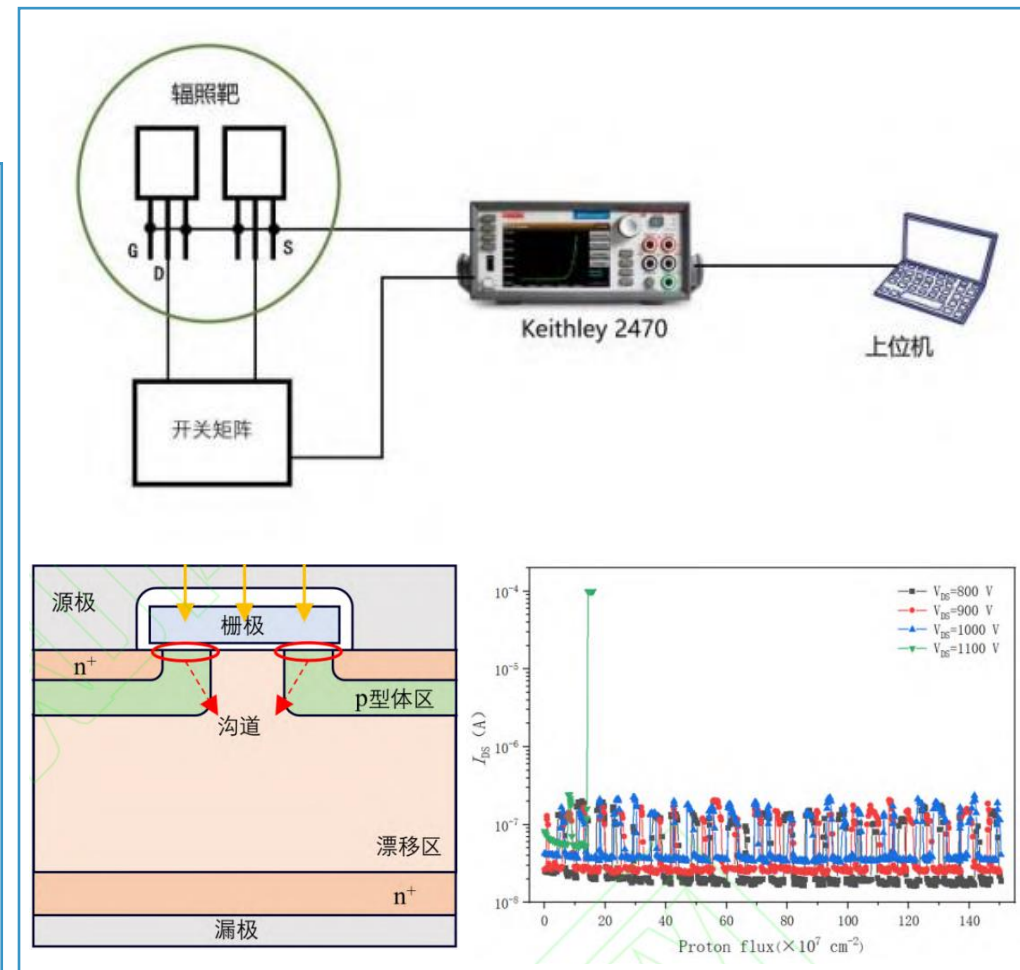 辐照靶
G
D
S
Keithley 2470
上位机
开关矩阵
源极
栅极
n⁺
p型体区
沟道
漂移区
n⁺
漏极
10⁻⁴
10⁻⁵
10⁻⁶
10⁻⁷
10⁻⁸
I_DS (A)
V_DS=800 V
V_DS=900 V
V_DS=1000 V
V_DS=1100 V
0 20 40 60 80 100 120 140
Proton flux(×10⁷ cm⁻²)